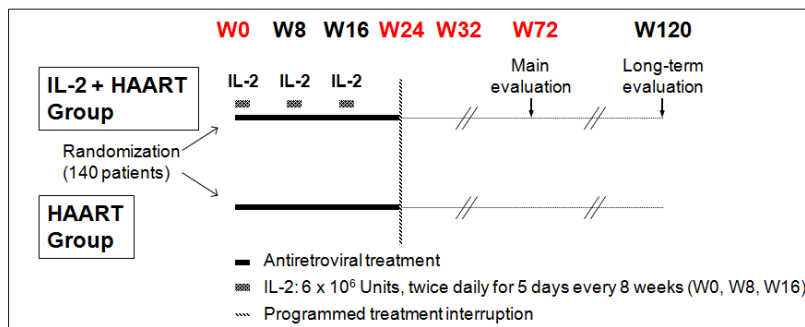 W0 W8 W16 W24 W32 W72 W120
IL-2 IL-2 IL-2
Main
evaluation
Long-term
evaluation
IL-2 + HAART
Group
Randomization
(140 patients)
HAART
Group
Antiretroviral treatment
IL-2: 6 x 10⁶ Units, twice daily for 5 days every 8 weeks (W0, W8, W16)
Programmed treatment interruption